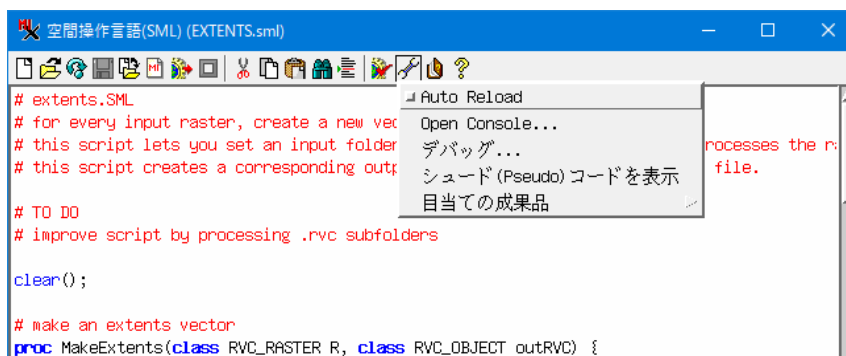 空間操作言語(SML) (EXTENTS.sml)
# extents.SML
# for every input raster, create a new vec
# this script lets you set an input folder
rocesses the r
# this script creates a corresponding outp
file.
Auto Reload
Open Console...
デバッグ...
シュード(Pseudo)コードを表示
目当ての成果品
# TO DO
# improve script by processing .rvc subfolders
clear();
# make an extents vector
proc MakeExtents(class RVC_RASTER R, class RVC_OBJECT outRVC) {